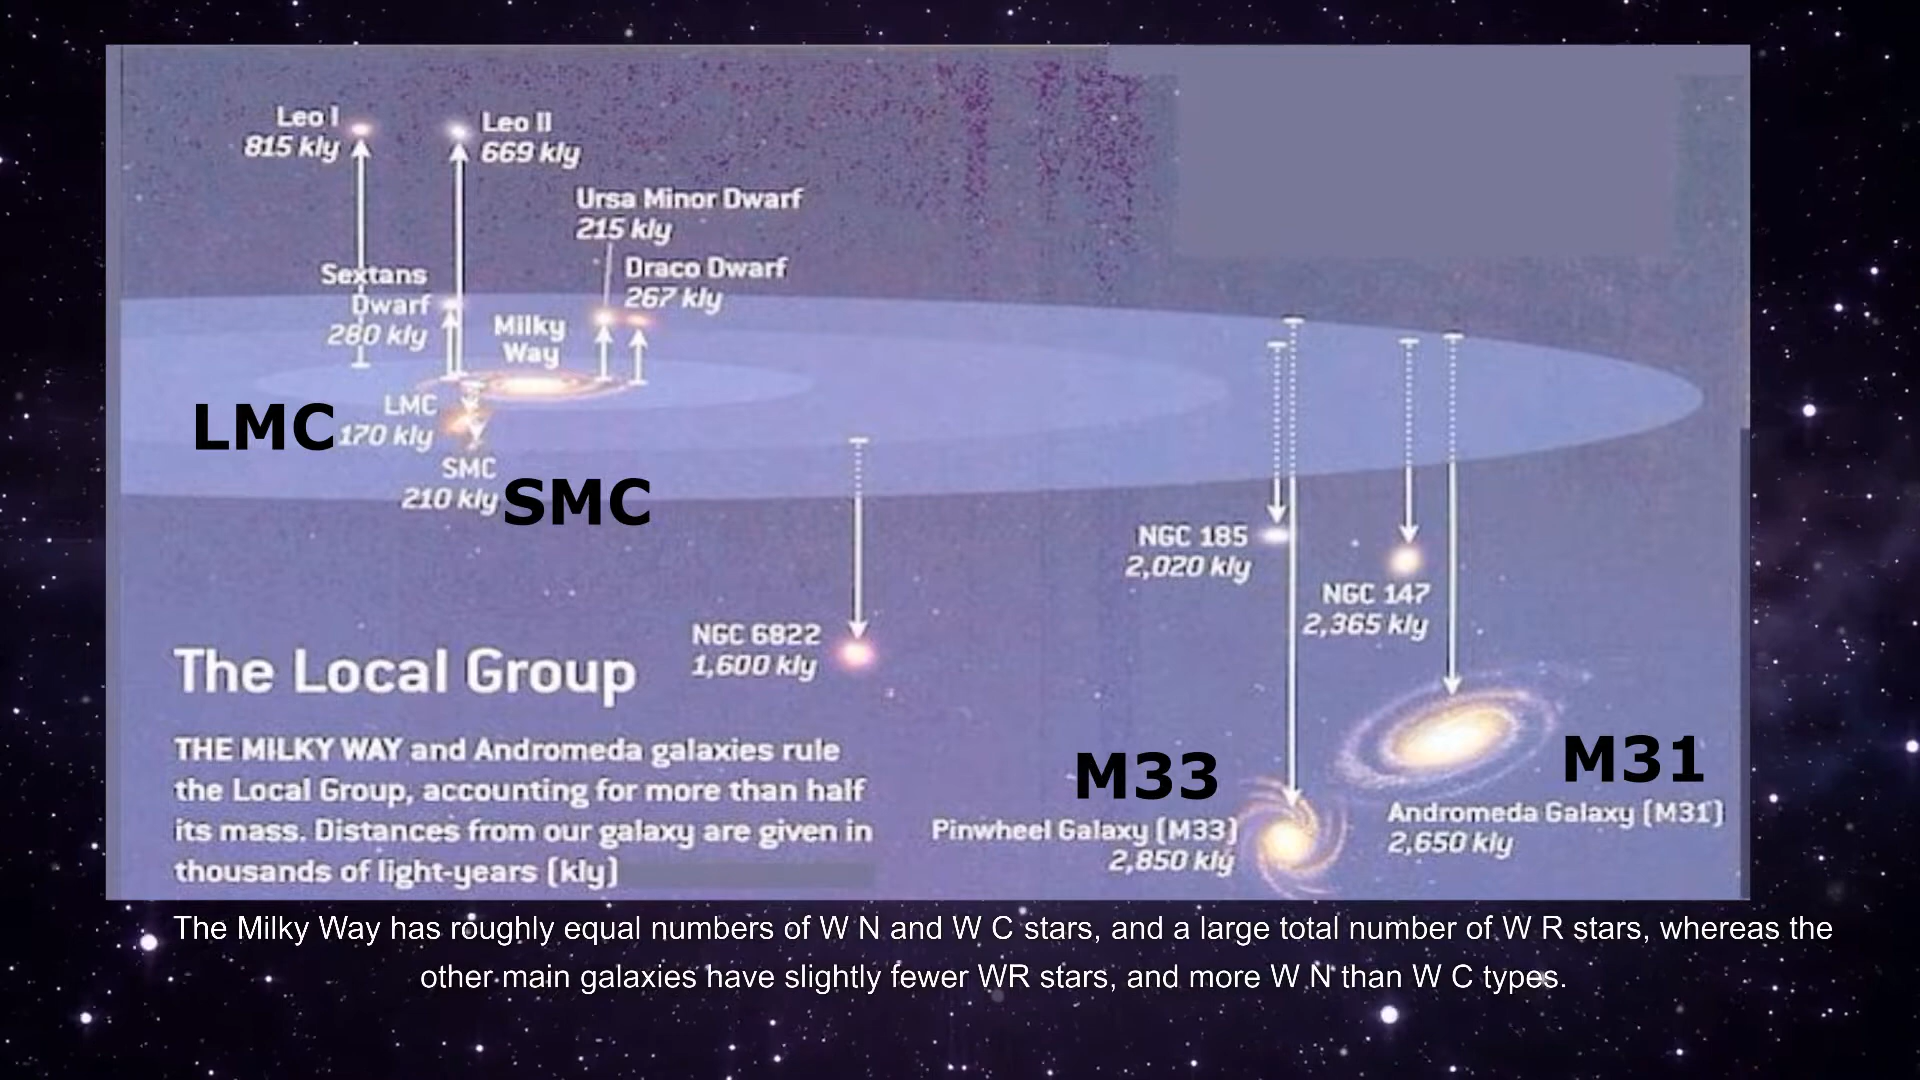 Leo I
815 kly
Leo II
669 kly
Ursa Minor Dwarf
215 kly
Draco Dwarf
267 kly
Sextans
Dwarf
280 kly
Milky
Way
LMC
LMC
170 kly
SMC
210 kly
SMC
NGC 185
2,020 kly
NGC 147
2,365 kly
NGC 6822
1,600 kly
The Local Group
THE MILKY WAY and Andromeda galaxies rule
the Local Group, accounting for more than half
its mass. Distances from our galaxy are given in
thousands of light-years (kly)
M33
Pinwheel Galaxy (M33)
2,850 kly
M31
Andromeda Galaxy (M31)
2,650 kly
The Milky Way has roughly equal numbers of W N and W C stars, and a large total number of W R stars, whereas the
other main galaxies have slightly fewer WR stars, and more W N than W C types.